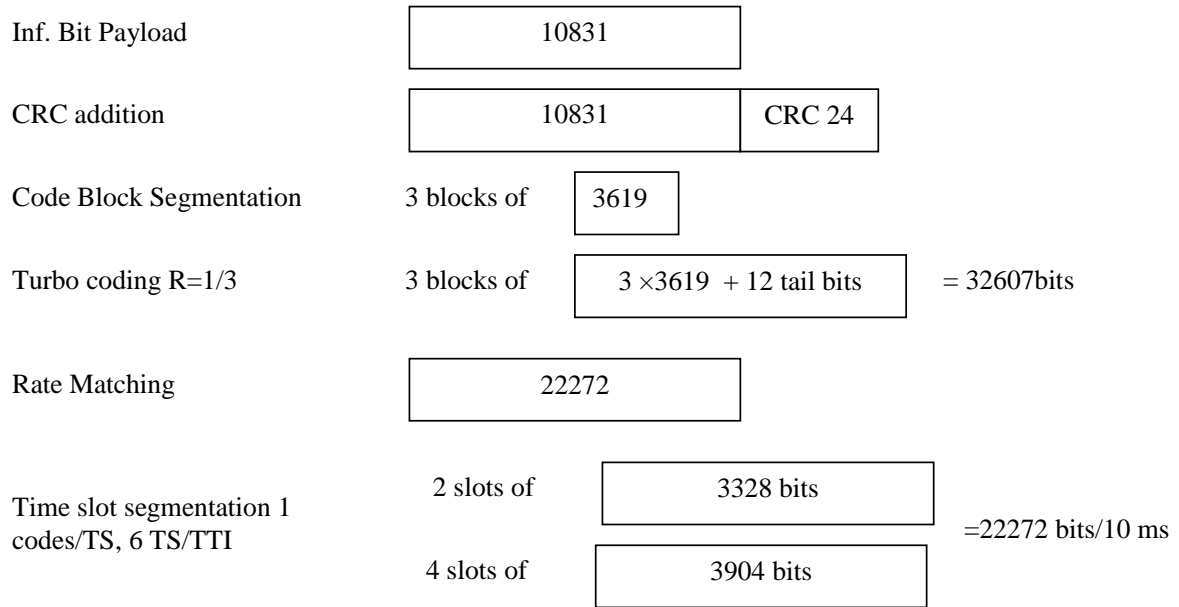 Inf. Bit Payload 10831
CRC addition 10831 CRC 24
Code Block Segmentation 3 blocks of 3619
Turbo coding R=1/3 3 blocks of 3 ×3619 + 12 tail bits = 32607bits
Rate Matching 22272
2 slots of 3328 bits
Time slot segmentation 1
codes/TS, 6 TS/TTI
=22272 bits/10 ms
4 slots of 3904 bits